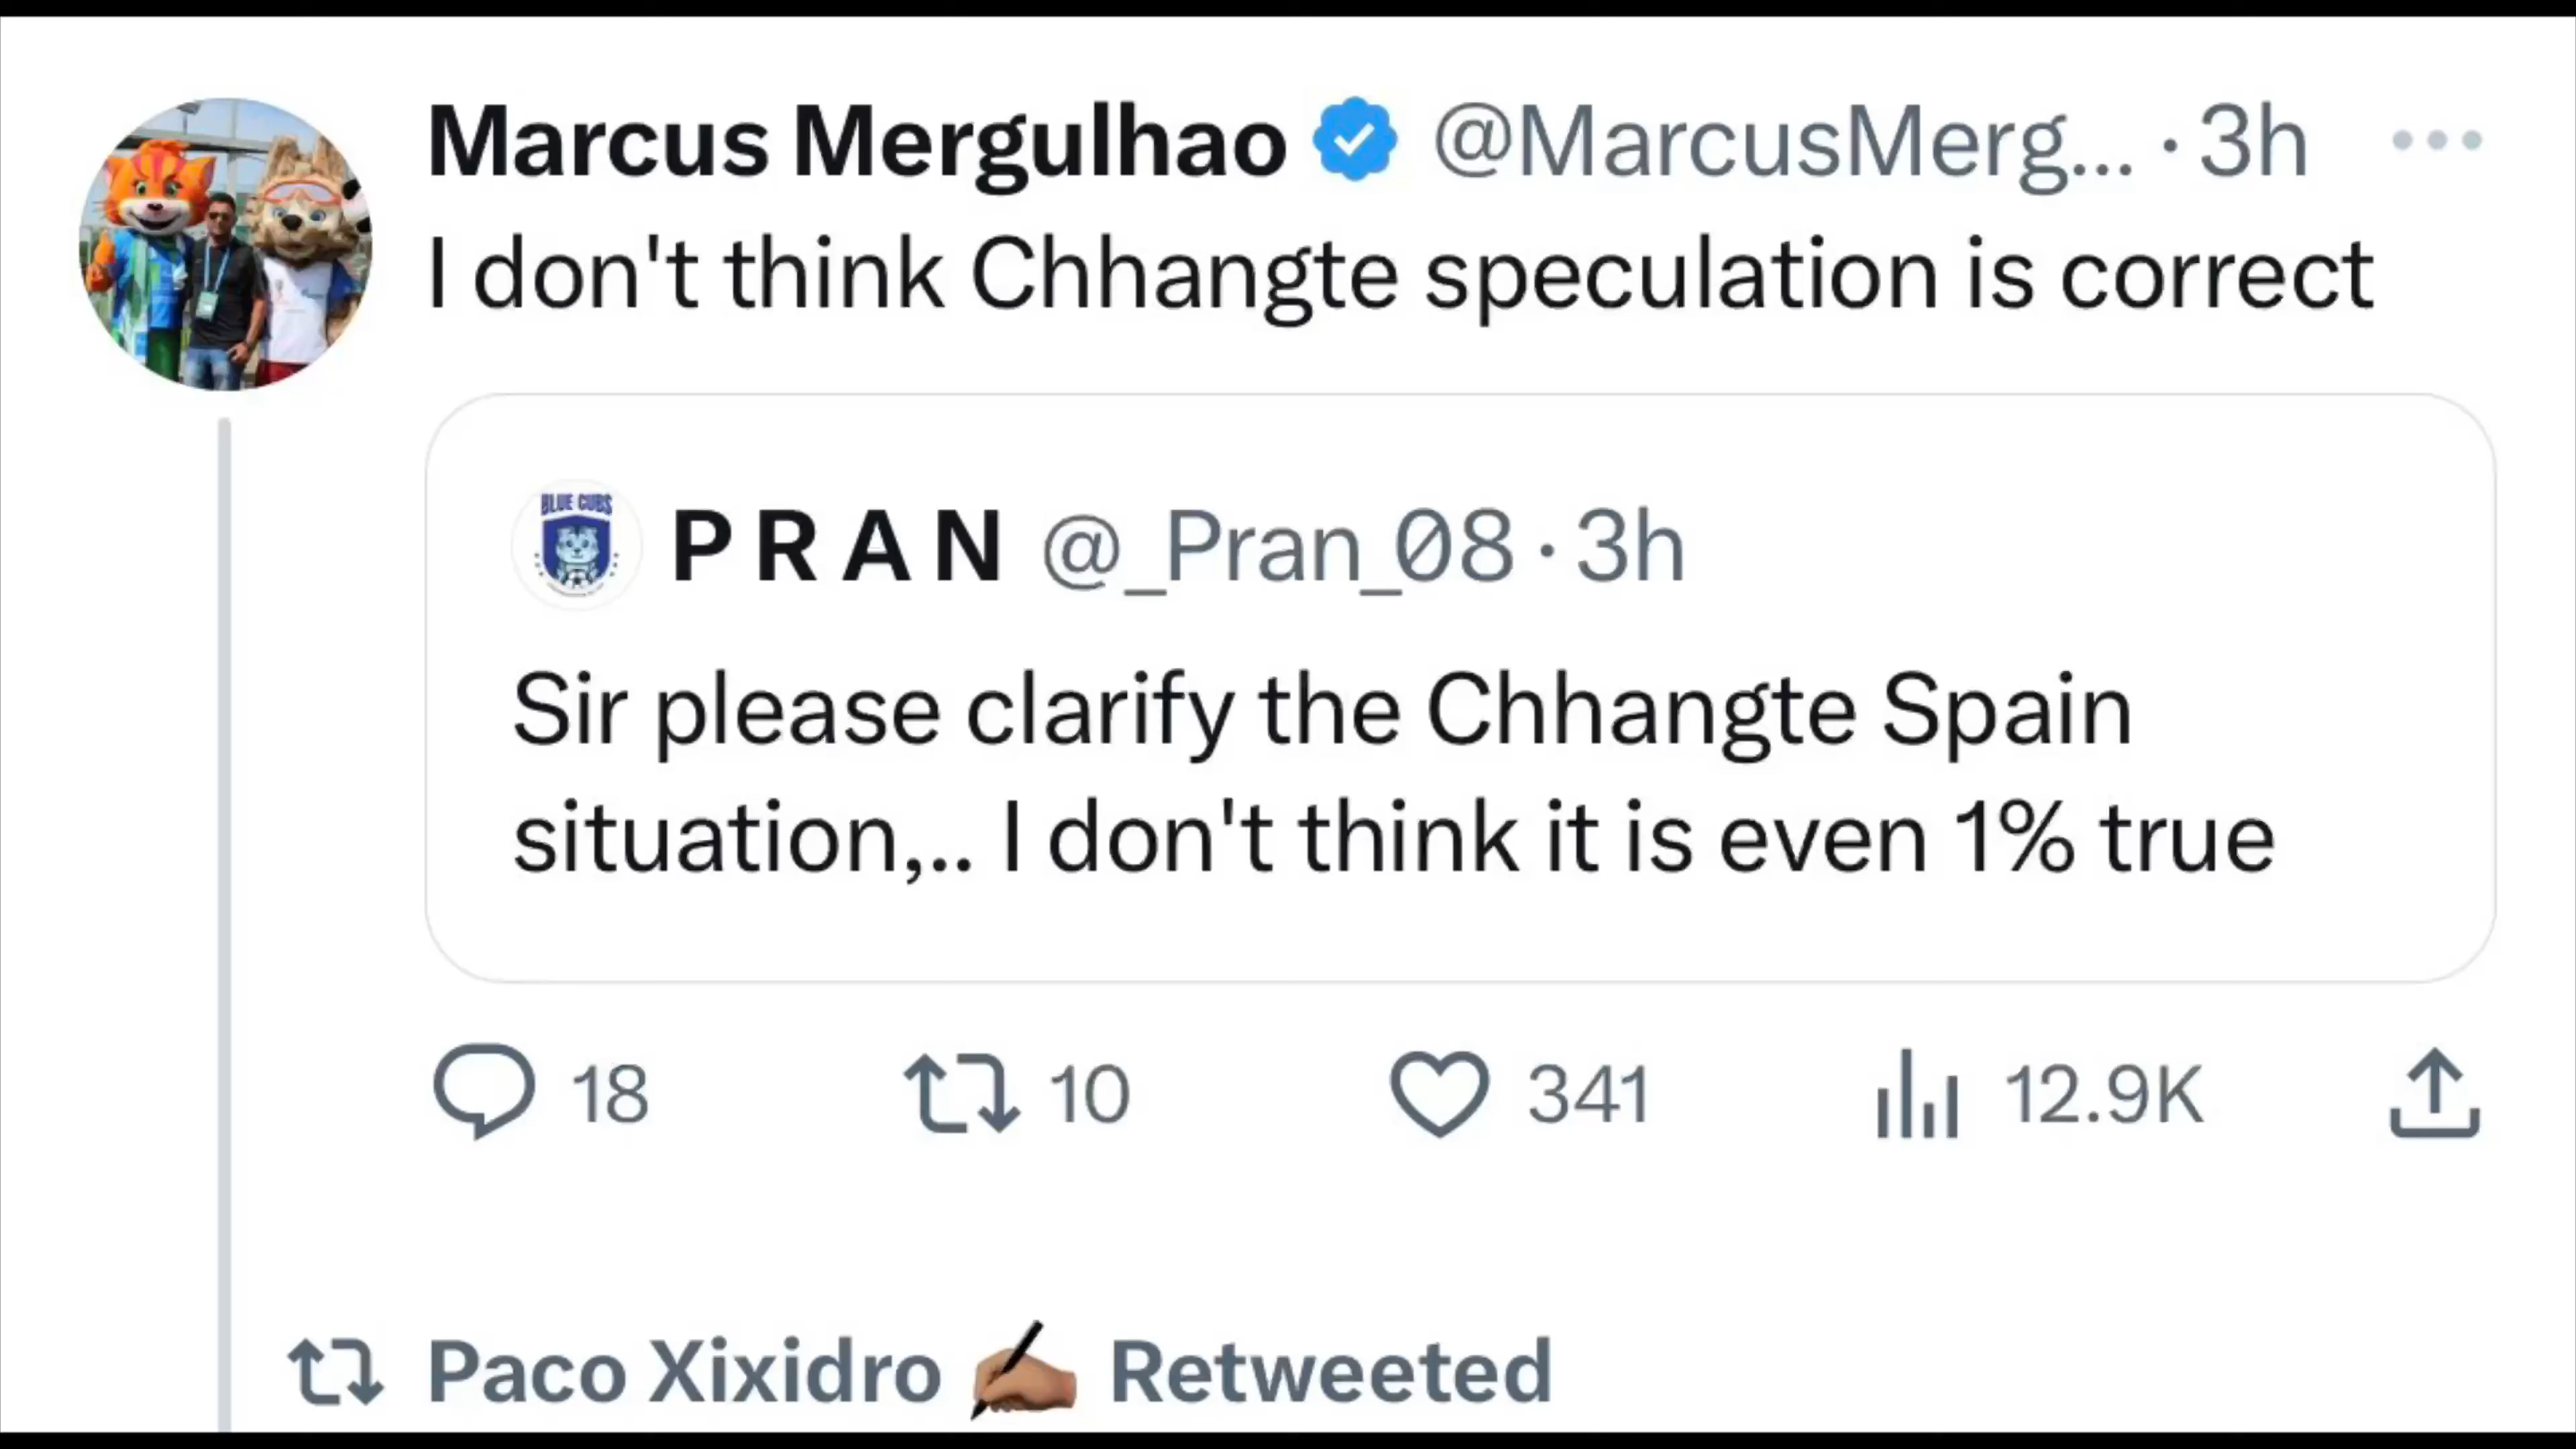 Marcus Mergulhao @MarcusMerg... · 3h
I don't think Chhangte speculation is correct
BLUE CUBS
P R A N @_Pran_08 · 3h
Sir please clarify the Chhangte Spain
situation,.. I don't think it is even 1% true
18 10 341 12.9K
Paco Xixidro ✍🏽 Retweeted